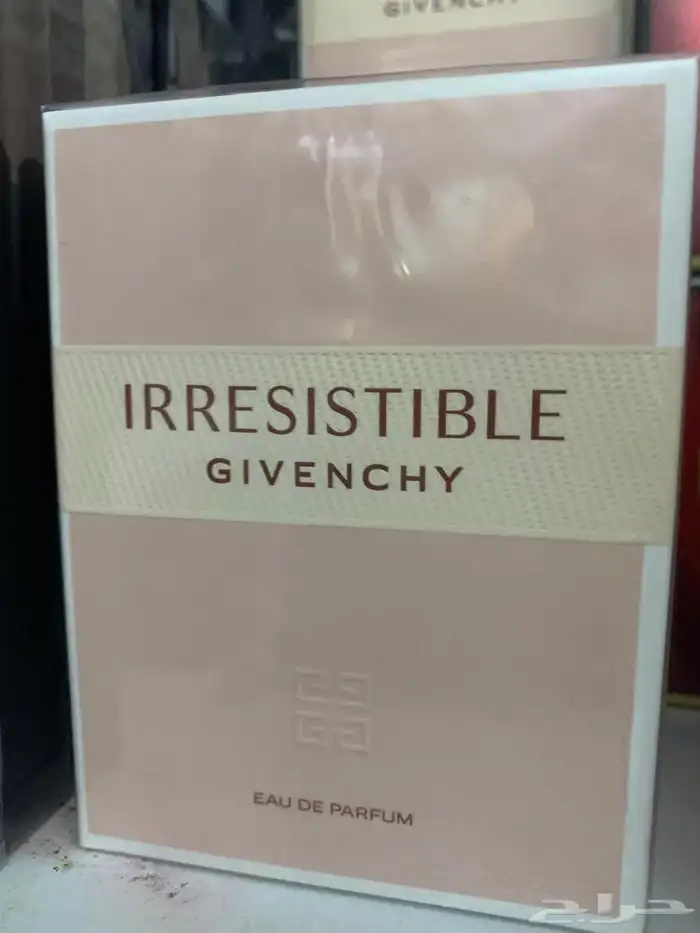 GIVENCHY
IRRESISTIBLE
GIVENCHY
EAU DE PARFUM
حراج